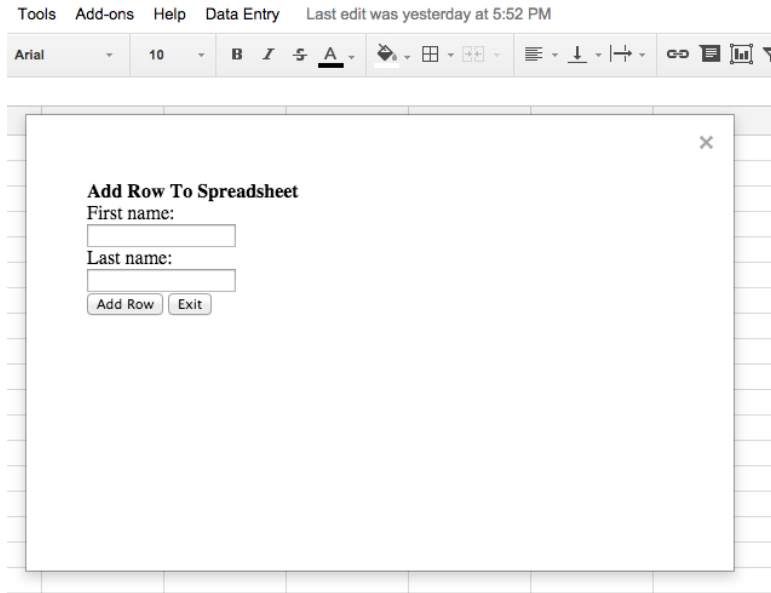 Tools Add-ons Help Data Entry Last edit was yesterday at 5:52 PM
Arial 10 B I S A
Add Row To Spreadsheet
First name:
Last name:
Add Row Exit